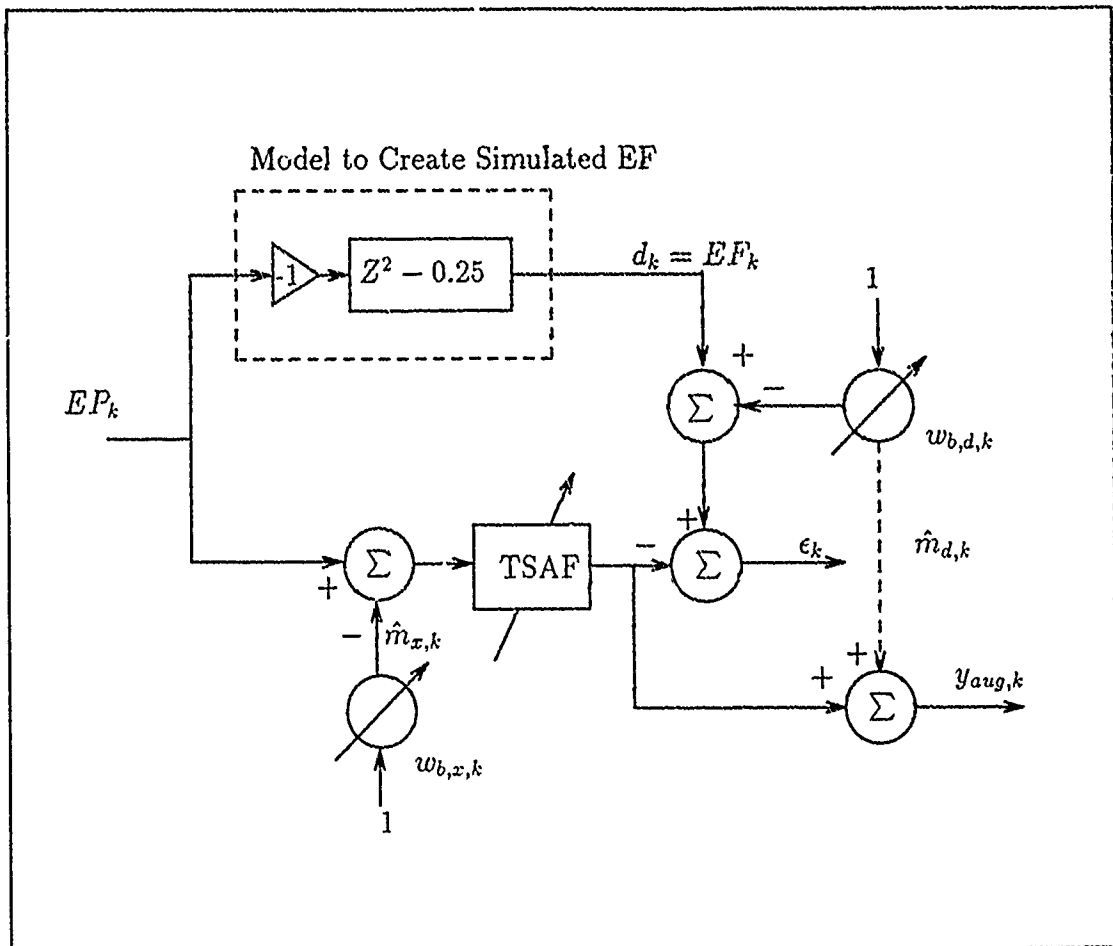 Model to Create Simulated EF
-1
Z² − 0.25
d_k = EF_k
1
+
−
Σ
EP_k
w_{b,d,k}
+
−
Σ
ϵ_k
m̂_{d,k}
Σ
+
TSAF
−
m̂_{x,k}
+
+
Σ
y_{aug,k}
w_{b,x,k}
1